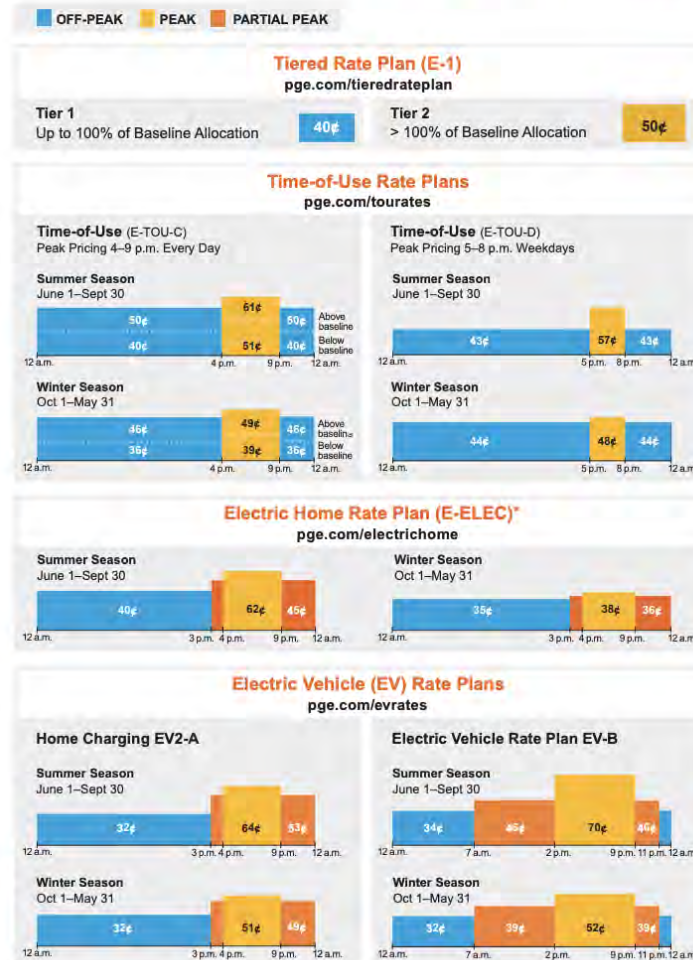 OFF-PEAK PEAK PARTIAL PEAK
Tiered Rate Plan (E-1)
pge.com/tieredrateplan
Tier 1
Up to 100% of Baseline Allocation
40¢
Tier 2
> 100% of Baseline Allocation
50¢
Time-of-Use Rate Plans
pge.com/tourates
Time-of-Use (E-TOU-C)
Peak Pricing 4–9 p.m. Every Day
Summer Season
June 1–Sept 30
61¢
50¢ 50¢ Above
baseline
40¢ 51¢ 40¢ Below
baseline
12 a.m. 4 p.m. 9 p.m. 12 a.m.
Winter Season
Oct 1–May 31
46¢ 49¢ 46¢ Above
baseline
36¢ 39¢ 36¢ Below
baseline
12 a.m. 4 p.m. 9 p.m. 12 a.m.
Time-of-Use (E-TOU-D)
Peak Pricing 5–8 p.m. Weekdays
Summer Season
June 1–Sept 30
43¢ 57¢ 43¢
12 a.m. 5 p.m. 8 p.m. 12 a.m.
Winter Season
Oct 1–May 31
44¢ 48¢ 44¢
12 a.m. 5 p.m. 8 p.m. 12 a.m.
Electric Home Rate Plan (E-ELEC)*
pge.com/electrichome
Summer Season
June 1–Sept 30
40¢ 62¢ 45¢
12 a.m. 3 p.m. 4 p.m. 9 p.m. 12 a.m.
Winter Season
Oct 1–May 31
35¢ 38¢ 36¢
12 a.m. 3 p.m. 4 p.m. 9 p.m. 12 a.m.
Electric Vehicle (EV) Rate Plans
pge.com/evrates
Home Charging EV2-A
Summer Season
June 1–Sept 30
32¢ 64¢ 53¢
12 a.m. 3 p.m. 4 p.m. 9 p.m. 12 a.m.
Winter Season
Oct 1–May 31
32¢ 51¢ 49¢
12 a.m. 3 p.m. 4 p.m. 9 p.m. 12 a.m.
Electric Vehicle Rate Plan EV-B
Summer Season
June 1–Sept 30
34¢ 46¢ 70¢ 46¢
12 a.m. 7 a.m. 2 p.m. 9 p.m. 11 p.m. 12 a.m.
Winter Season
Oct 1–May 31
32¢ 39¢ 52¢ 39¢
12 a.m. 7 a.m. 2 p.m. 9 p.m. 11 p.m. 12 a.m.